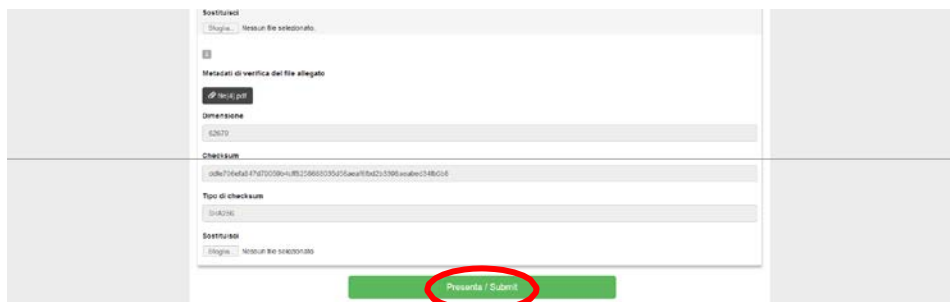 Sostituisci
Sfoglia... Nessun file selezionato.
Metadati di verifica del file allegato
file[4].pdf
Dimensione
62670
Checksum
Tipo di checksum
SHA256
Sostituisci
Sfoglia... Nessun file selezionato.
Presenta / Submit